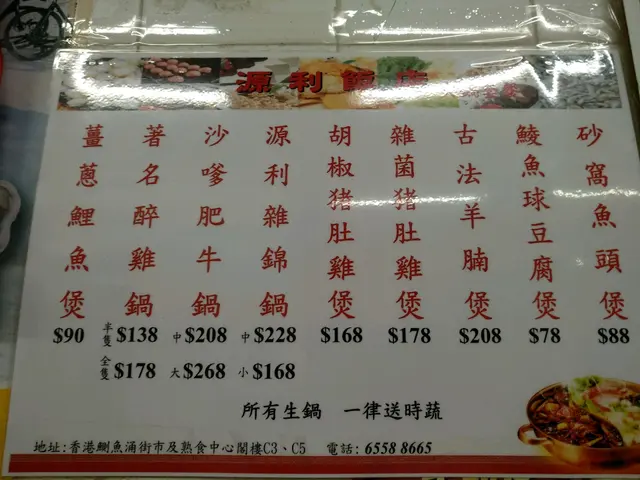 源利飯店
砂窩魚頭煲
$88
鯪魚球豆腐煲
$78
古法羊腩煲
$208
雜菌猪肚雞煲
$178
胡椒猪肚雞煲
$168
源利雜錦鍋
中 $228
小 $168
沙嗲肥牛鍋
中 $208
大 $268
著名醉雞鍋
半隻 $138
全隻 $178
薑蔥鯉魚煲
$90
所有生鍋 一律送時蔬
地址:香港鰂魚涌街市及熟食中心閣樓C3、C5 電話: 6558 8665